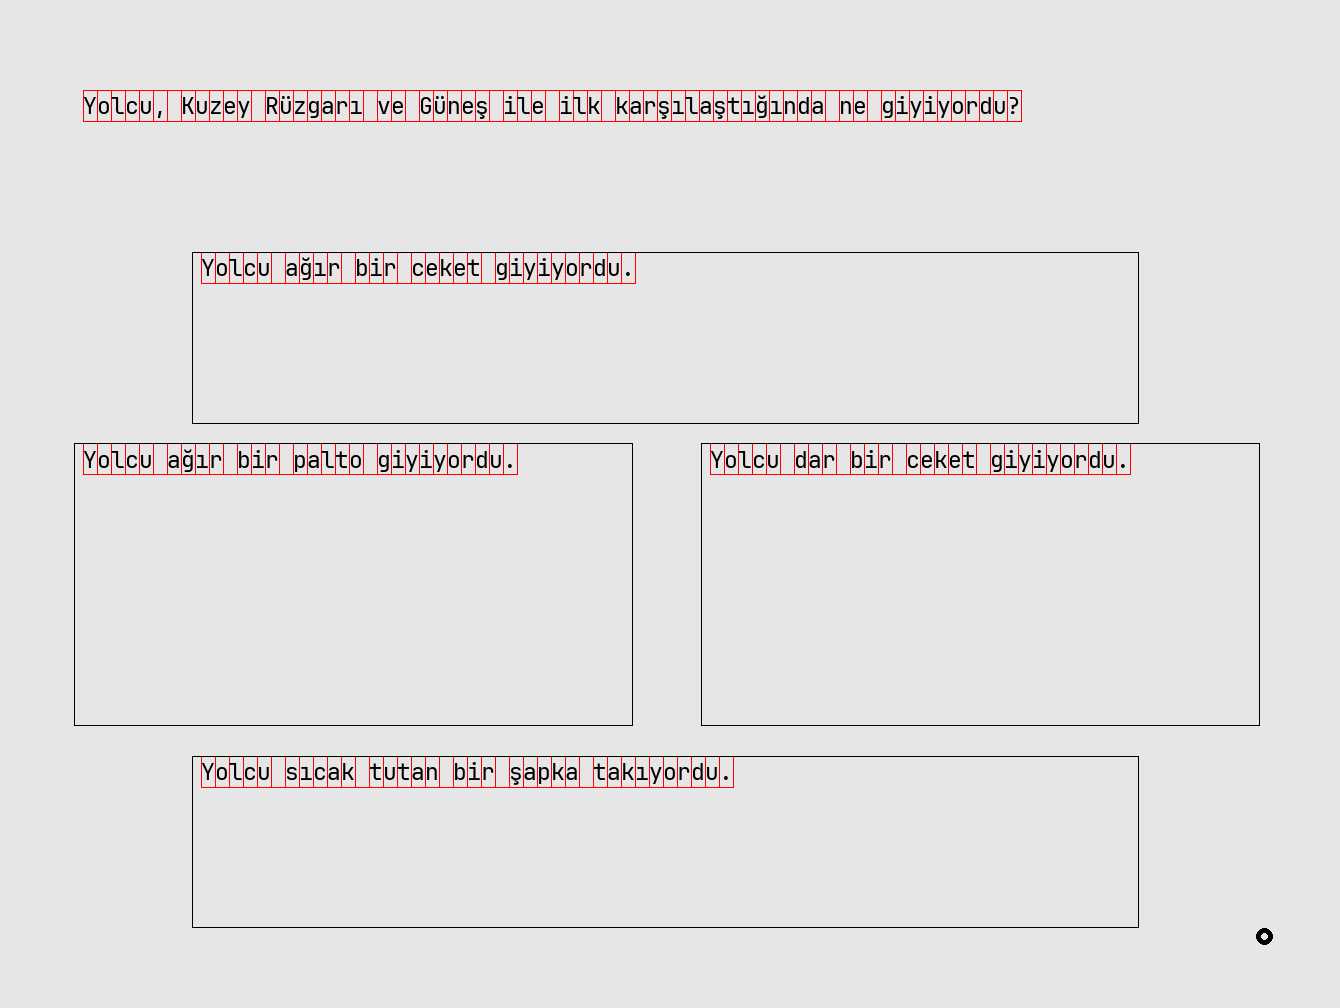 Yolcu, Kuzey Rüzgarı ve Güneş ile ilk karşılaştığında ne giyiyordu?
Yolcu ağır bir ceket giyiyordu.
Yolcu ağır bir palto giyiyordu.
Yolcu dar bir ceket giyiyordu.
Yolcu sıcak tutan bir şapka takıyordu.